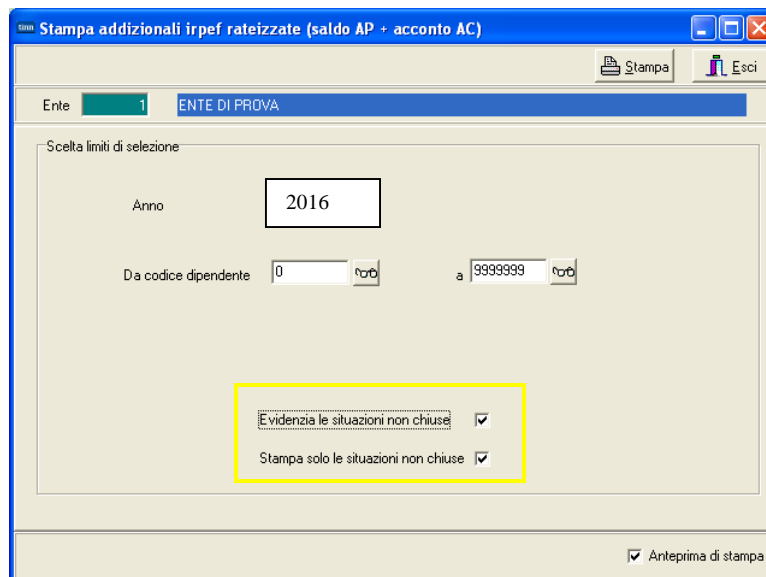 tinn Stampa addizionali irpef rateizzate (saldo AP + acconto AC)
Stampa Esci
Ente 1 ENTE DI PROVA
Scelta limiti di selezione
Anno 2016
Da codice dipendente 0 a 9999999
Evidenzia le situazioni non chiuse
Stampa solo le situazioni non chiuse
Anteprima di stampa